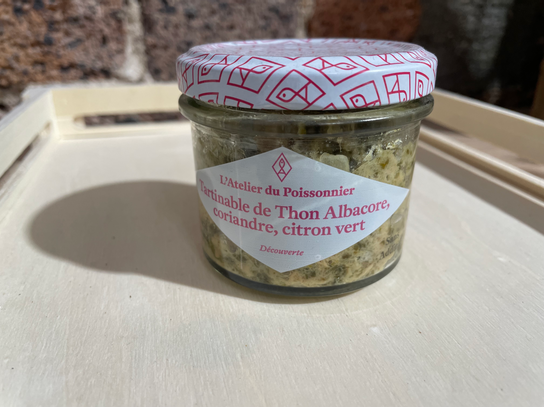 L'Atelier du Poissonnier
Tartinable de Thon Albacore,
coriandre, citron vert
Découverte